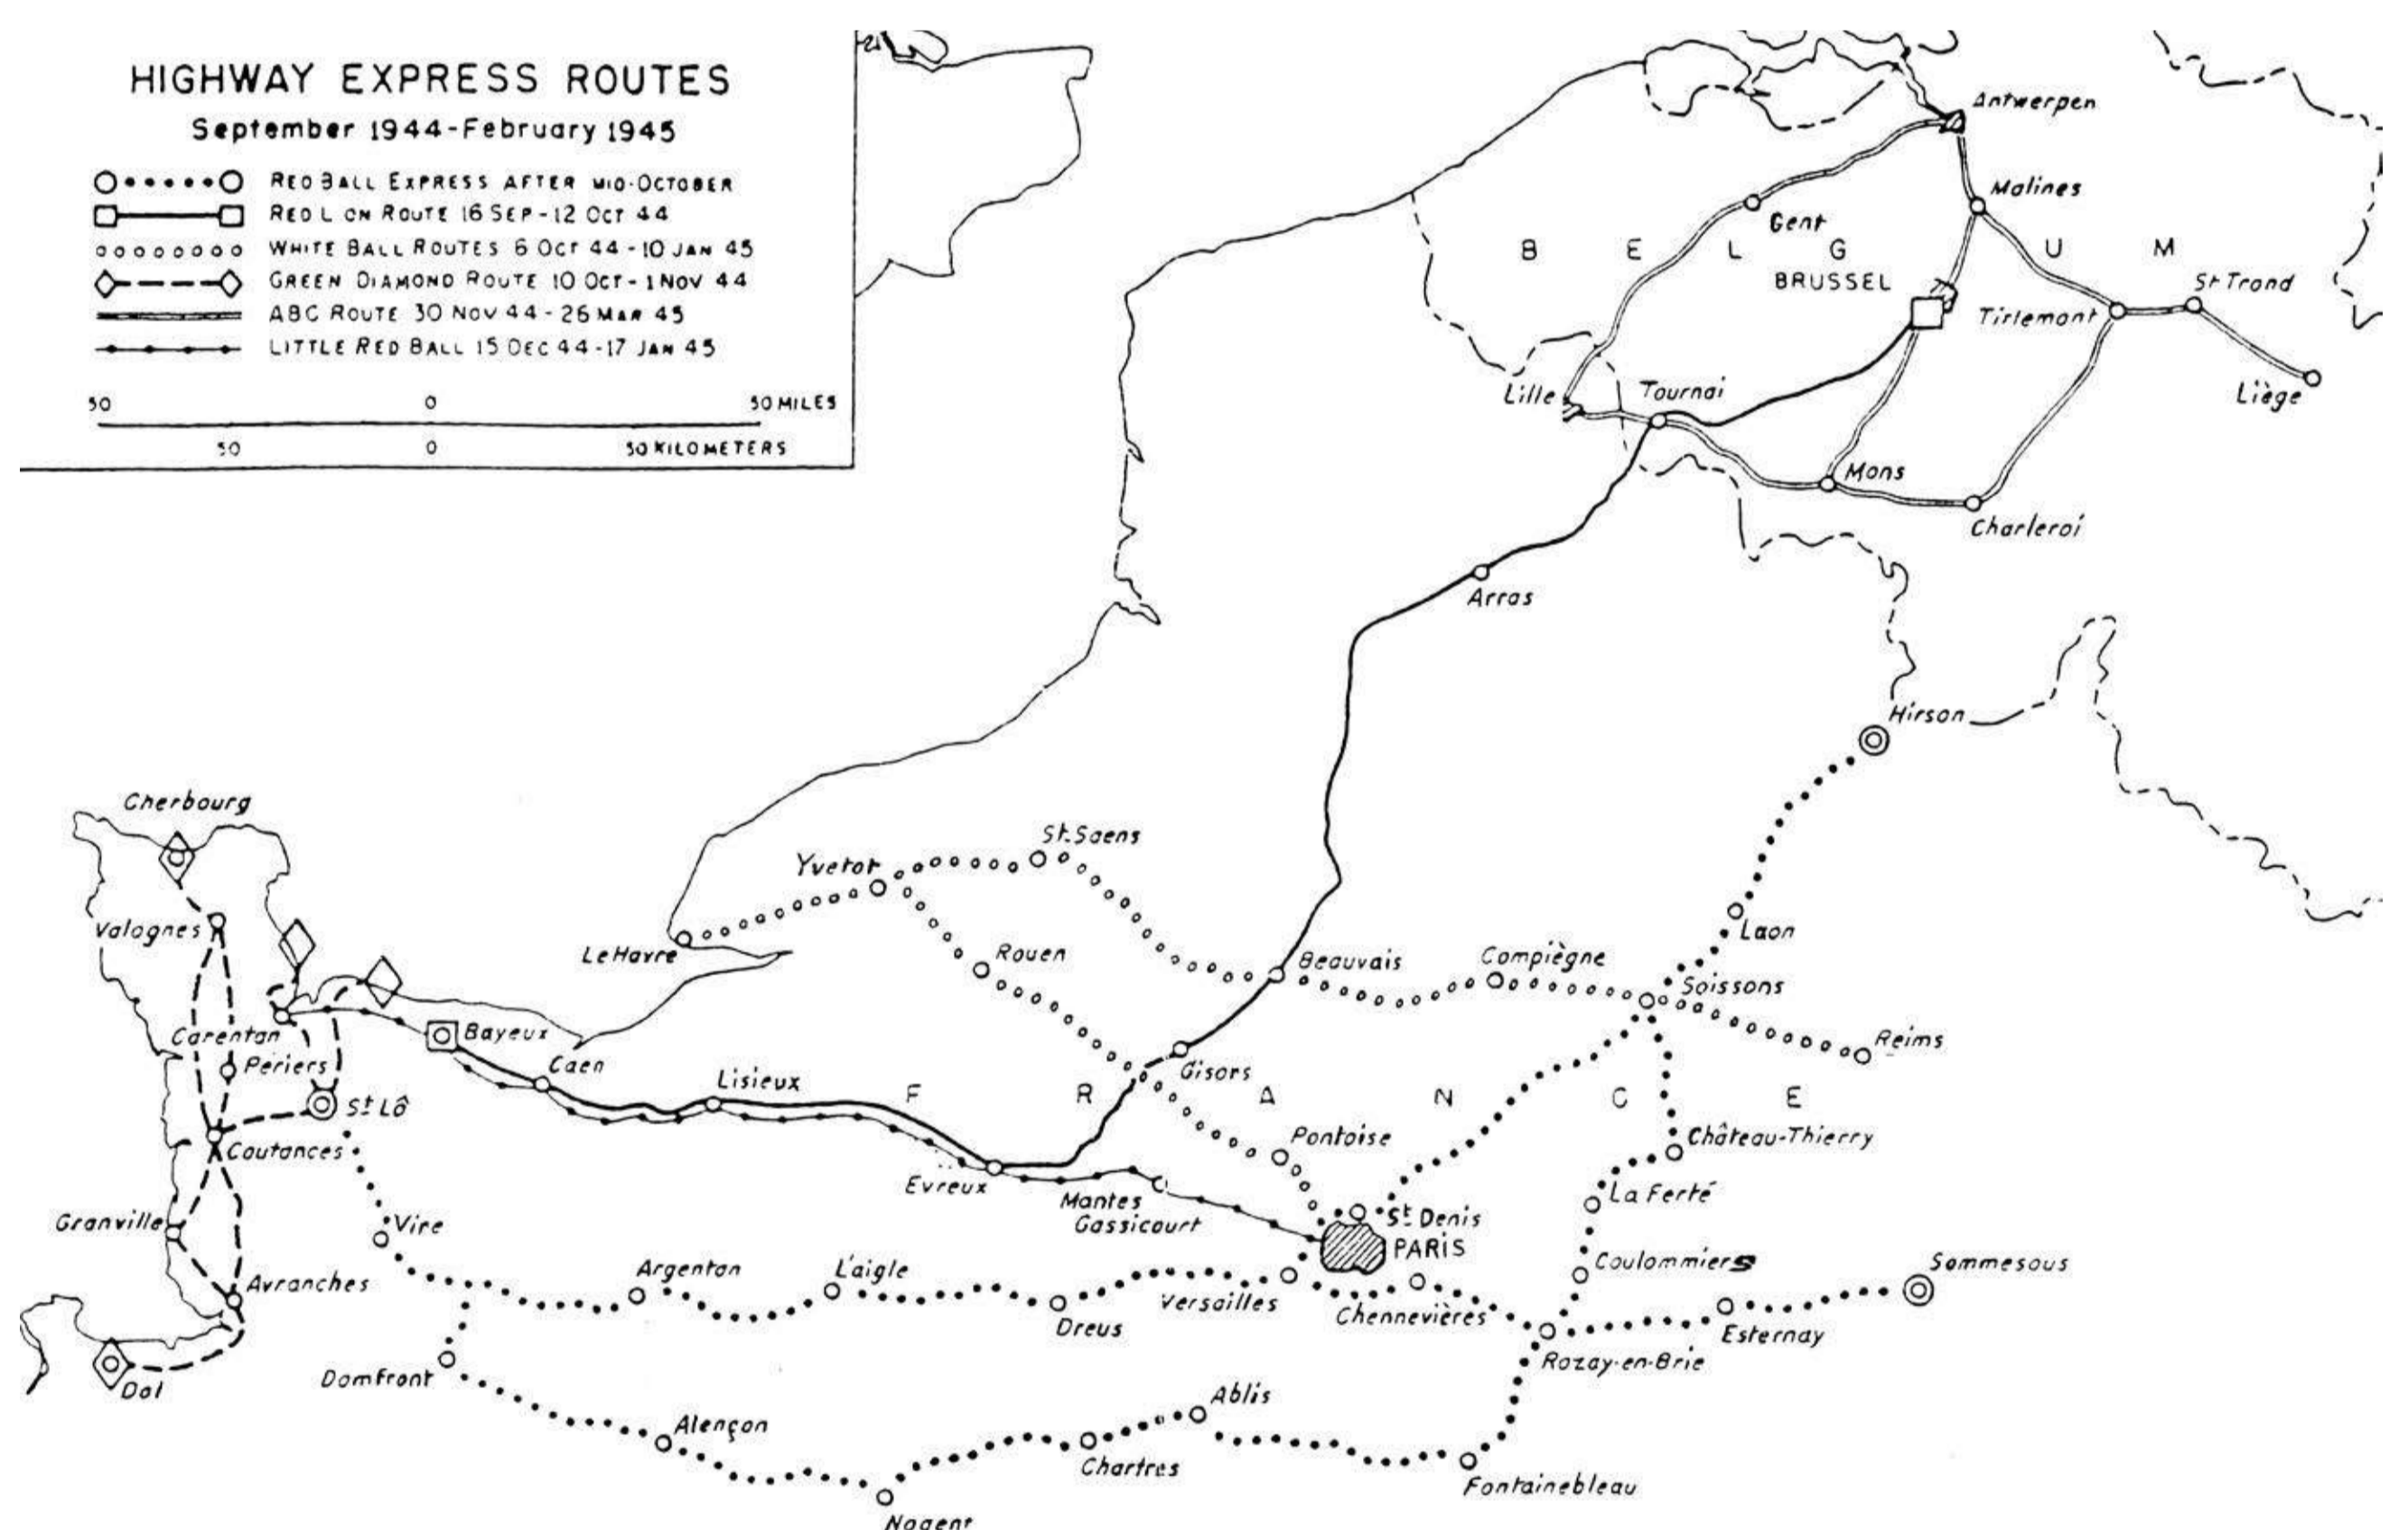 HIGHWAY EXPRESS ROUTES
September 1944-February 1945
RED BALL EXPRESS AFTER MID-OCTOBER
RED L ON ROUTE 16 SEP-12 OCT 44
WHITE BALL ROUTES 6 OCT 44-10 JAN 45
GREEN DIAMOND ROUTE 10 OCT-1 NOV 44
ABC ROUTE 30 NOV 44-26 MAR 45
LITTLE RED BALL 15 DEC 44-17 JAN 45
50 0 50 MILES
50 0 50 KILOMETERS
Antwerpen
Malines
Gent
B E L G U M
BRUSSEL
St Trond
Tirlemont
Liège
Lille
Tournai
Mons
Charleroi
Arras
Hirson
Cherbourg
St. Saens
Yvetot
Valognes
Laon
LeHavre
Rouen
Beauvais
Compiègne
Soissons
Carentan
Bayeux
Reims
Périers
Caen
Gisors
Lisieux
F R A N C E
St Lô
Coutances
Pontoise
Château-Thierry
Evreux
Mantes
Gassicourt
La Ferté
Granville
Vire
St Denis
PARIS
Coulommiers
Sommesous
Avranches
Argentan
L'aigle
Versailles
Chennevières
Dreus
Esternay
Rozay-en-Brie
Dol
Domfront
Ablis
Alençon
Chartres
Fontainebleau
Nogent